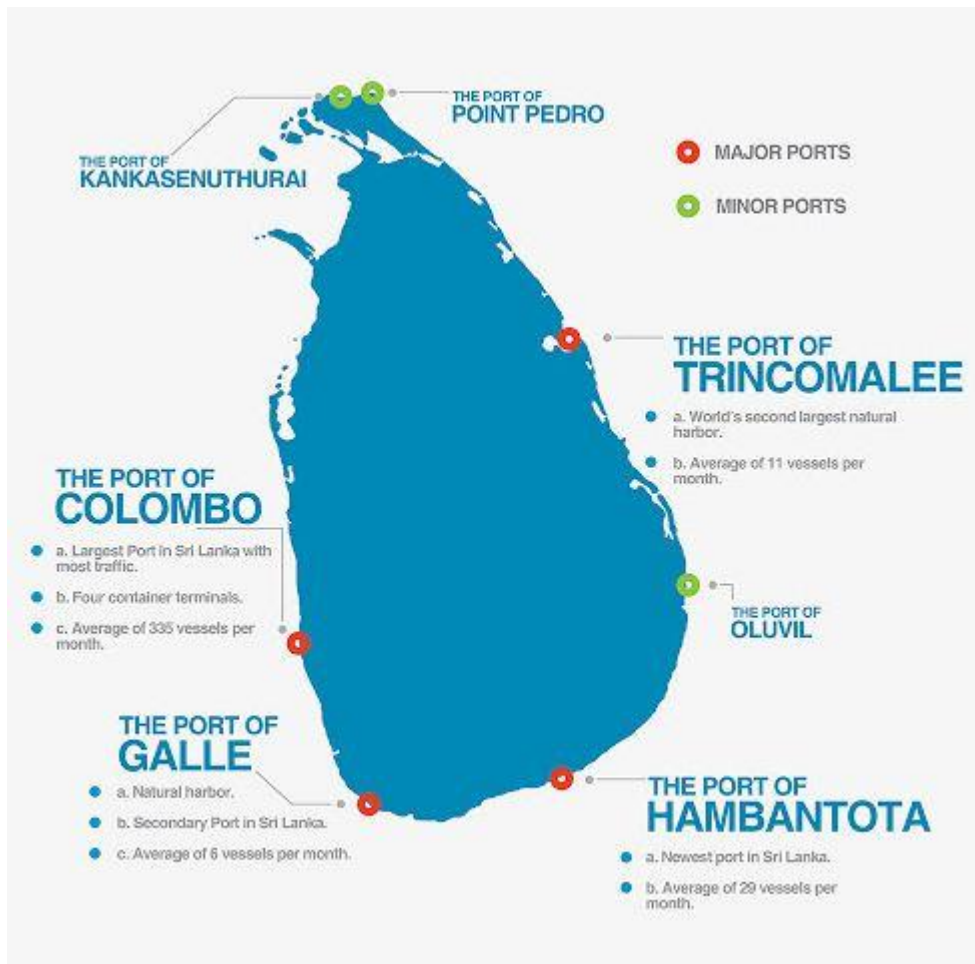 THE PORT OF
POINT PEDRO
THE PORT OF
KANKASENUTHURAI
MAJOR PORTS
MINOR PORTS
THE PORT OF
TRINCOMALEE
a. World's second largest natural
harbor.
b. Average of 11 vessels per
month.
THE PORT OF
COLOMBO
a. Largest Port in Sri Lanka with
most traffic.
b. Four container terminals.
c. Average of 335 vessels per
month.
THE PORT OF
OLUVIL
THE PORT OF
GALLE
a. Natural harbor.
b. Secondary Port in Sri Lanka.
c. Average of 6 vessels per month.
THE PORT OF
HAMBANTOTA
a. Newest port in Sri Lanka.
b. Average of 29 vessels per
month.